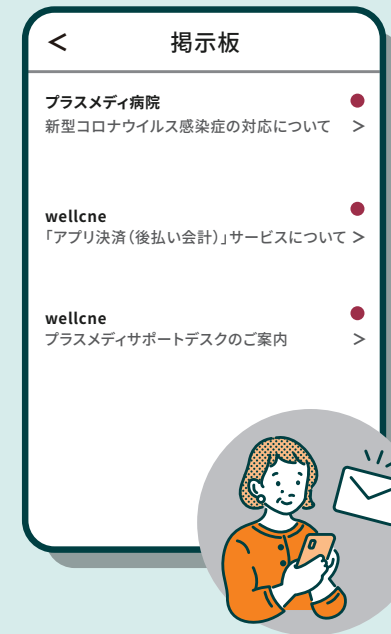 < 掲示板
プラスメディ病院
新型コロナウイルス感染症の対応について >
wellcne
「アプリ決済（後払い会計）」サービスについて >
wellcne
プラスメディサポートデスクのご案内 >